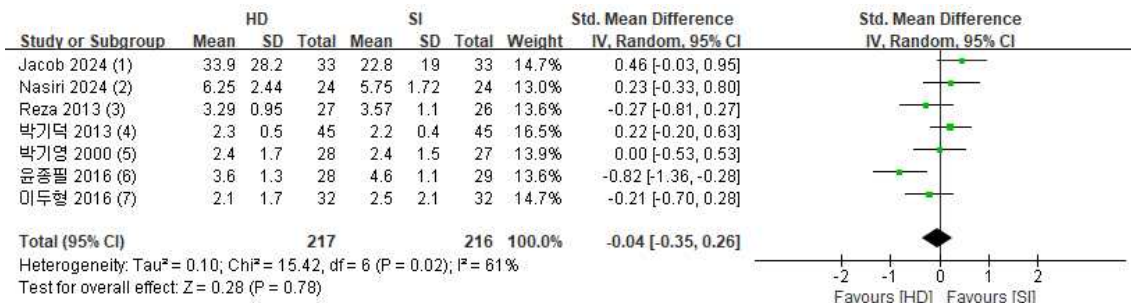 HD SI Std. Mean Difference Std. Mean Difference
Study or Subgroup Mean SD Total Mean SD Total Weight IV, Random, 95% CI IV, Random, 95% CI
Jacob 2024 (1) 33.9 28.2 33 22.8 19 33 14.7% 0.46 [-0.03, 0.95]
Nasiri 2024 (2) 6.25 2.44 24 5.75 1.72 24 13.0% 0.23 [-0.33, 0.80]
Reza 2013 (3) 3.29 0.95 27 3.57 1.1 26 13.6% -0.27 [-0.81, 0.27]
박기덕 2013 (4) 2.3 0.5 45 2.2 0.4 45 16.5% 0.22 [-0.20, 0.63]
박기영 2000 (5) 2.4 1.7 28 2.4 1.5 27 13.9% 0.00 [-0.53, 0.53]
윤종필 2016 (6) 3.6 1.3 28 4.6 1.1 29 13.6% -0.82 [-1.36, -0.28]
이두형 2016 (7) 2.1 1.7 32 2.5 2.1 32 14.7% -0.21 [-0.70, 0.28]
Total (95% CI) 217 216 100.0% -0.04 [-0.35, 0.26]
Heterogeneity: Tau² = 0.10; Chi² = 15.42, df = 6 (P = 0.02); I² = 61%
Test for overall effect: Z = 0.28 (P = 0.78)
-2 -1 0 1 2
Favours [HD] Favours [SI]